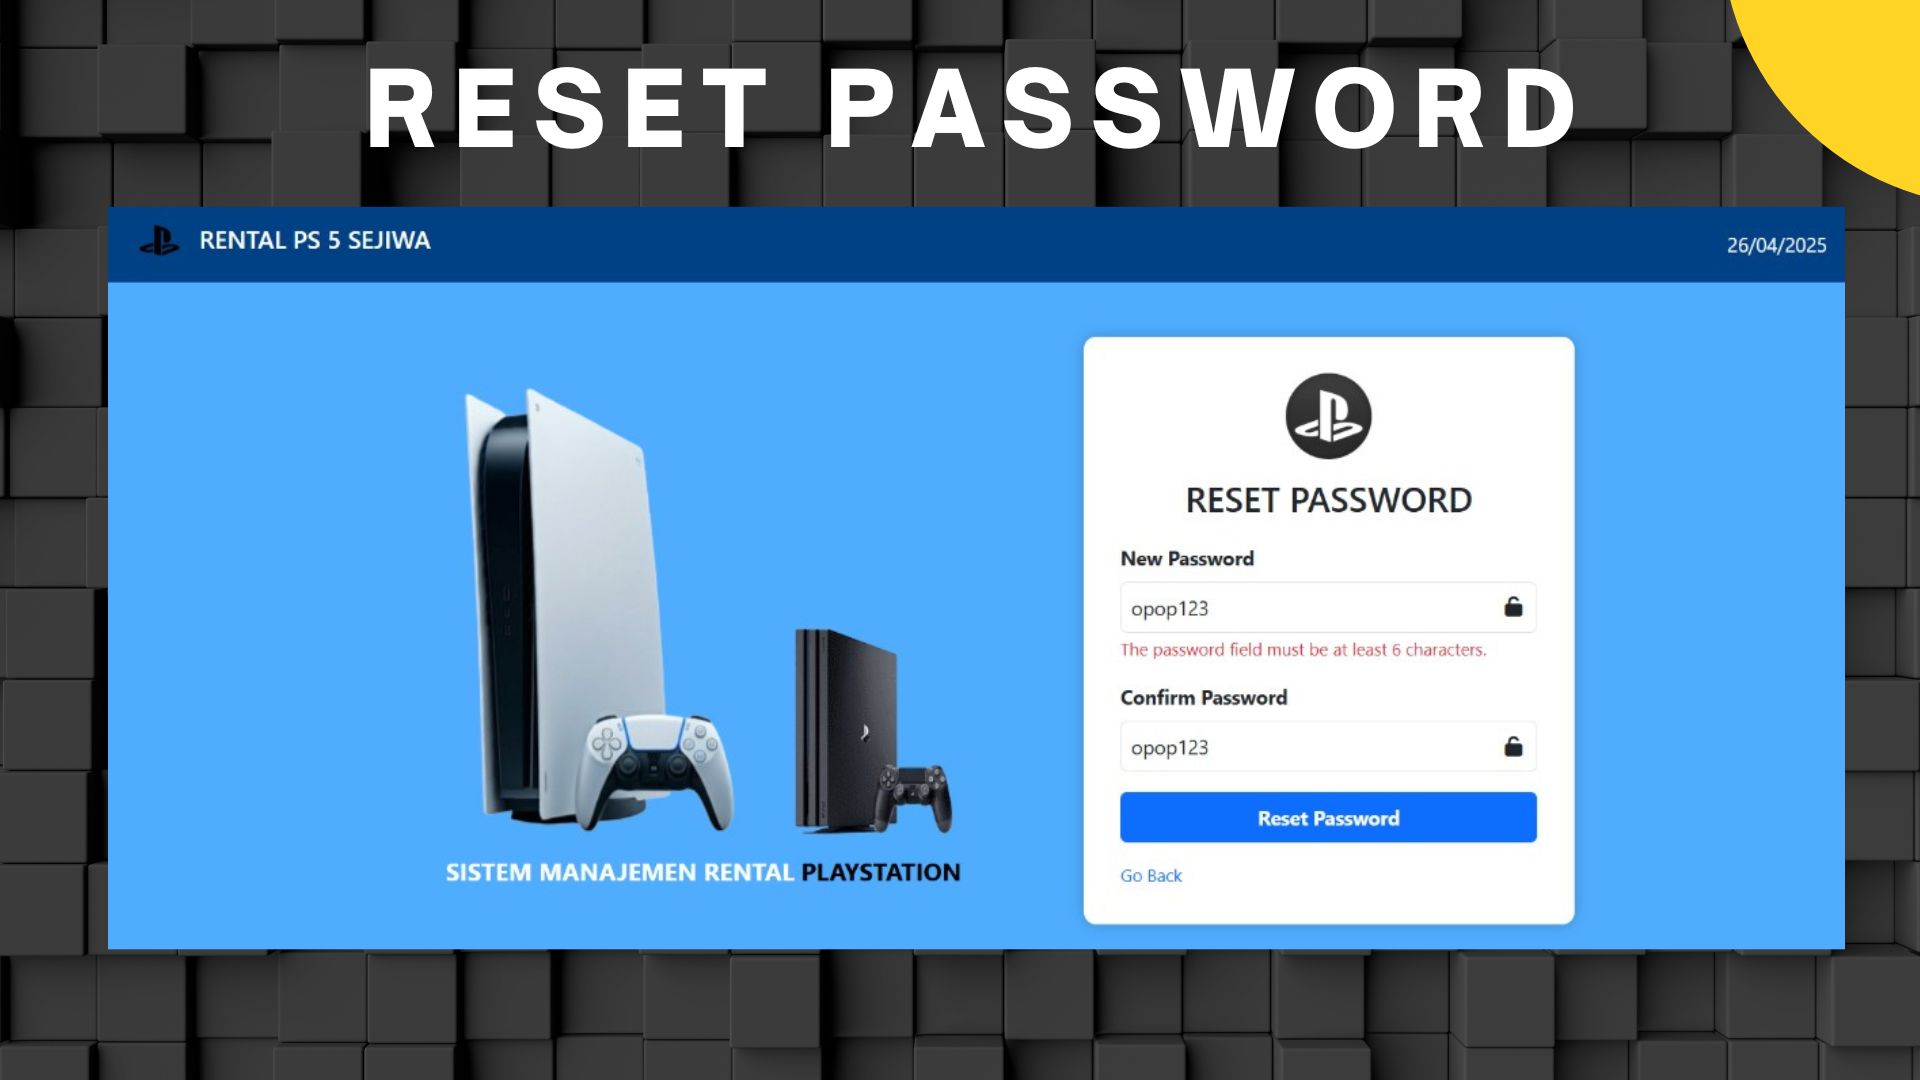 RESET PASSWORD
RENTAL PS 5 SEJIWA
26/04/2025
RESET PASSWORD
New Password
opop123
The password field must be at least 6 characters.
Confirm Password
opop123
Reset Password
Go Back
SISTEM MANAJEMEN RENTAL PLAYSTATION